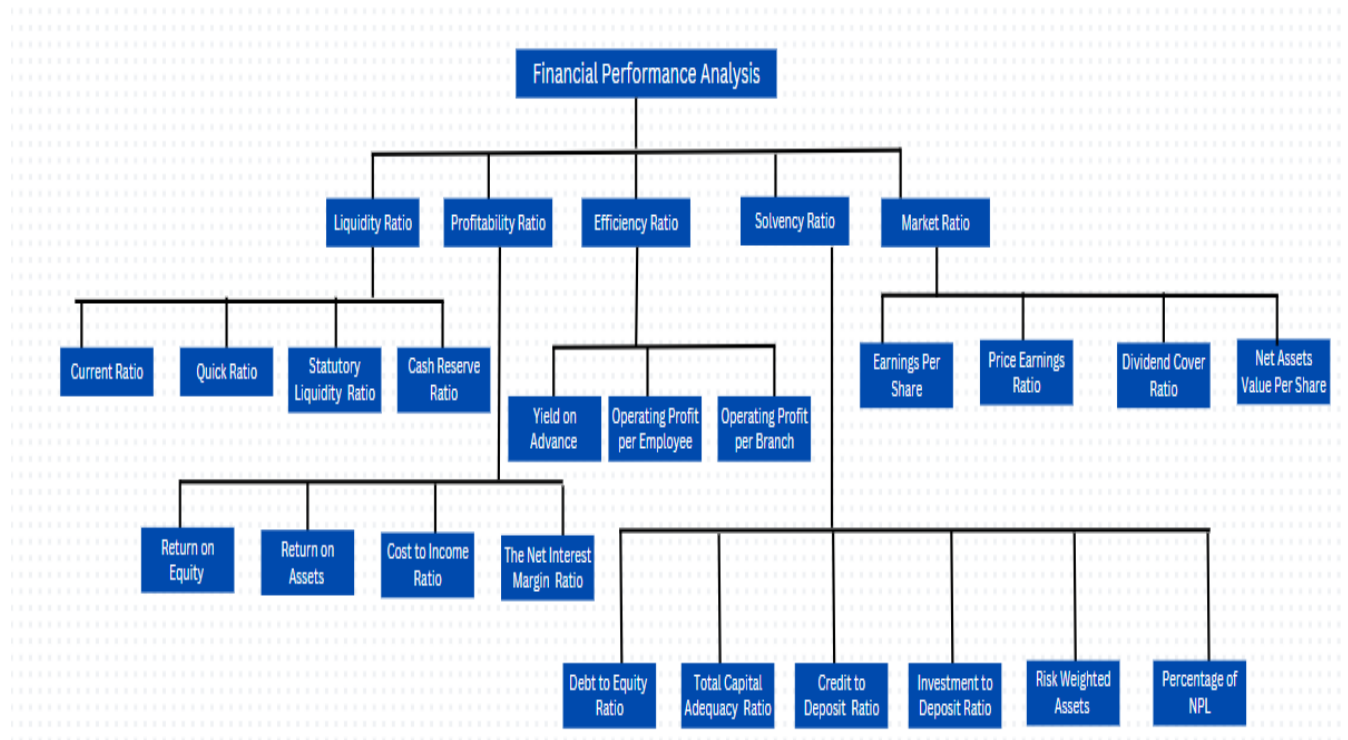 Financial Performance Analysis
Liquidity Ratio
Profitability Ratio
Efficiency Ratio
Solvency Ratio
Market Ratio
Current Ratio
Quick Ratio
Statutory
Liquidity Ratio
Cash Reserve
Ratio
Earnings Per
Share
Price Earnings
Ratio
Dividend Cover
Ratio
Net Assets
Value Per Share
Yield on
Advance
Operating Profit
per Employee
Operating Profit
per Branch
Return on
Equity
Return on
Assets
Cost to Income
Ratio
The Net Interest
Margin Ratio
Debt to Equity
Ratio
Total Capital
Adequacy Ratio
Credit to
Deposit Ratio
Investment to
Deposit Ratio
Risk Weighted
Assets
Percentage of
NPL